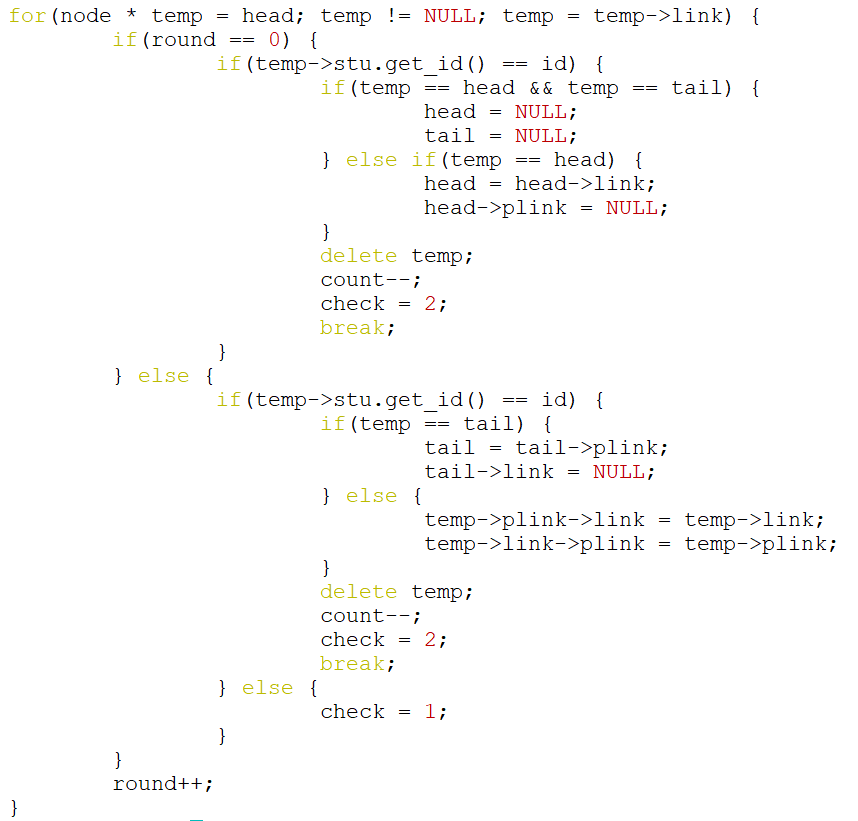 for(node * temp = head; temp != NULL; temp = temp->link) {
        if(round == 0) {
                if(temp->stu.get_id() == id) {
                        if(temp == head && temp == tail) {
                                head = NULL;
                                tail = NULL;
                        } else if(temp == head) {
                                head = head->link;
                                head->plink = NULL;
                        }
                        delete temp;
                        count--;
                        check = 2;
                        break;
                }
        } else {
                if(temp->stu.get_id() == id) {
                        if(temp == tail) {
                                tail = tail->plink;
                                tail->link = NULL;
                        } else {
                                temp->plink->link = temp->link;
                                temp->link->plink = temp->plink;
                        }
                        delete temp;
                        count--;
                        check = 2;
                        break;
                } else {
                        check = 1;
                }
        }
        round++;
}